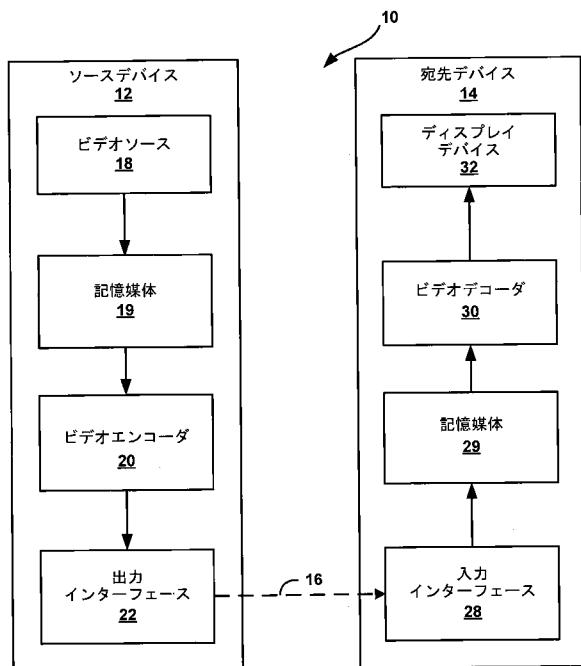 10
ソースデバイス
12
ビデオソース
18
記憶媒体
19
ビデオエンコーダ
20
出力
インターフェース
22
16
宛先デバイス
14
ディスプレイ
デバイス
32
ビデオデコーダ
30
記憶媒体
29
入力
インターフェース
28